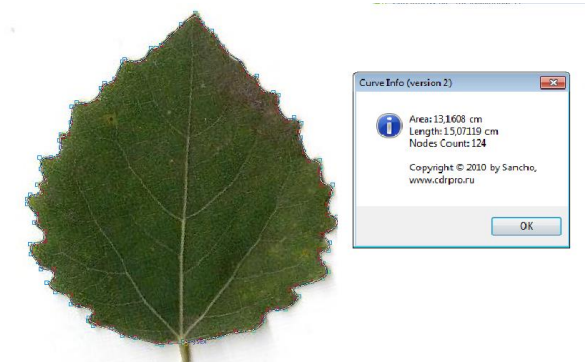 Curve Info (version 2)
Area: 13,1608 cm
Length: 15,07119 cm
Nodes Count: 124
Copyright © 2010 by Sancho,
www.cdrpro.ru
OK